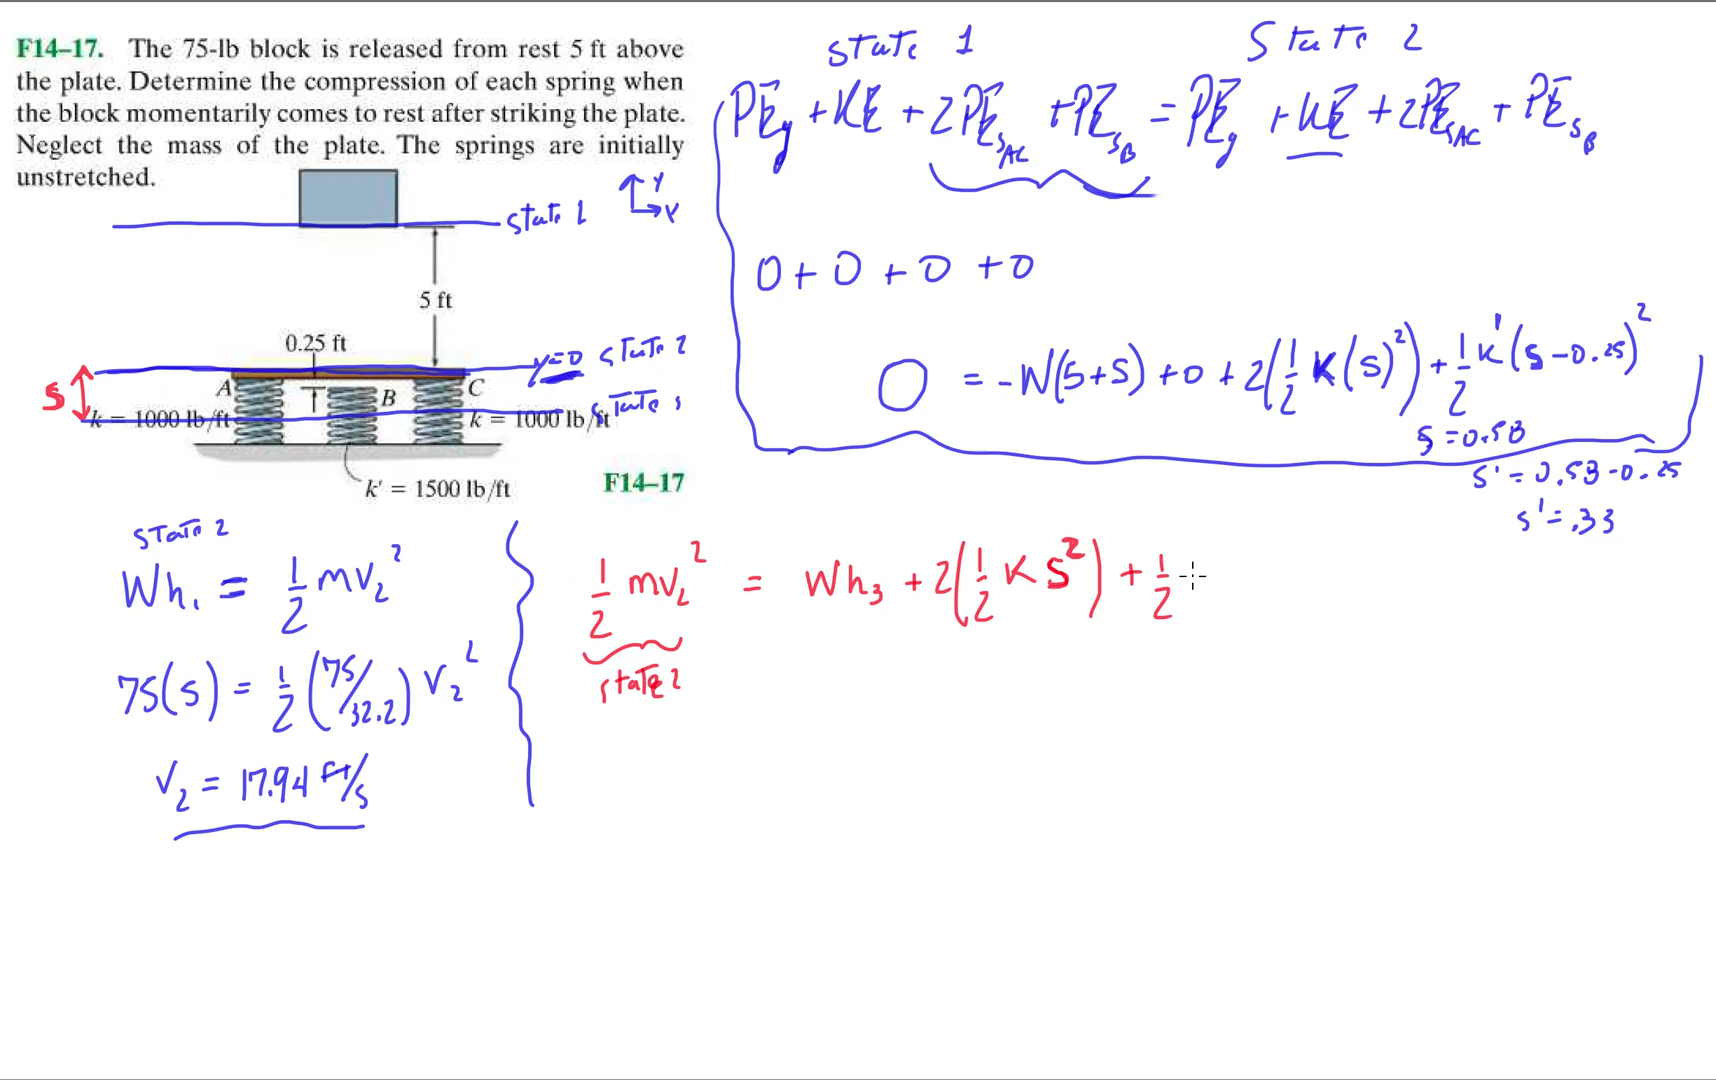 F14–17. The 75-lb block is released from rest 5 ft above
the plate. Determine the compression of each spring when
the block momentarily comes to rest after striking the plate.
Neglect the mass of the plate. The springs are initially
unstretched.
State 1
State 2
PEg + KE + 2PE_SAC + PE_SB = PEg + KE + 2PE_SAC + PE_SB
Y
X
State 1
0 + 0 + 0 + 0
5 ft
0 = -W(5+S) + 0 + 2(1/2 K(S)²) + 1/2 K'(S-0.25)²
0.25 ft
y=0 State 2
S
A
B
C
k = 1000 lb/ft
k = 1000 lb/ft
State
S = 0.58
S' = 0.58-0.25
S' = .33
k' = 1500 lb/ft
F14–17
State 2
Wh₁ = 1/2 mV₂²
75(5) = 1/2 (75/32.2) V₂²
V₂ = 17.94 ft/s
1/2 mV₂² = Wh₃ + 2(1/2 K S²) + 1/2
State 2